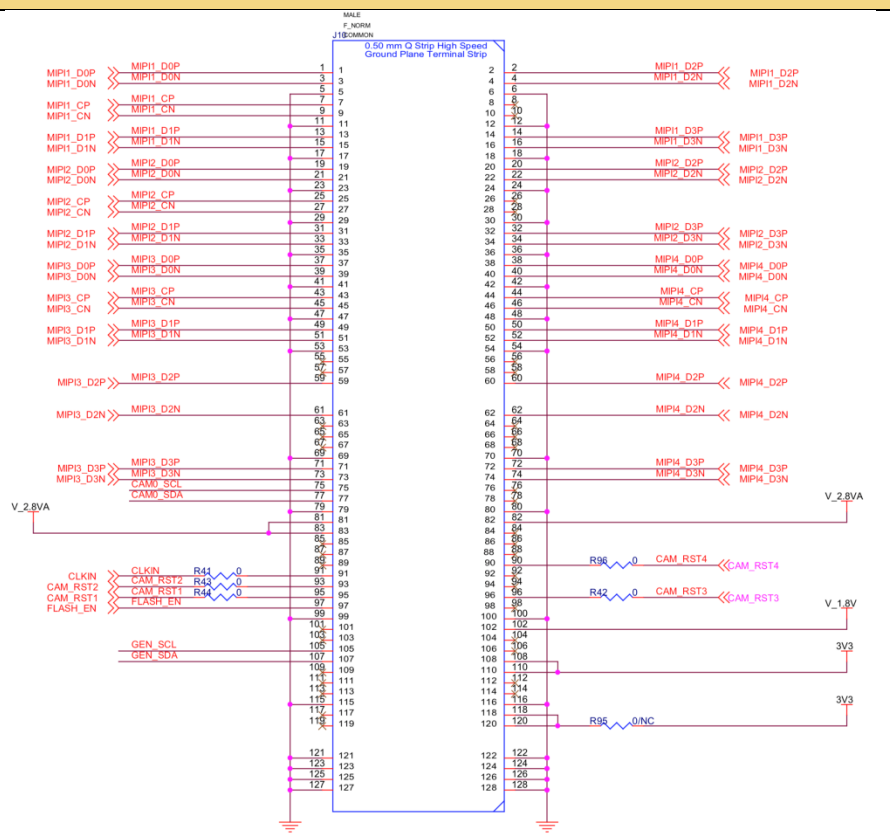 MALE
F_NORM
COMMON
J10
0.50 mm Q Strip High Speed
Ground Plane Terminal Strip
MIPI1_D0P MIPI1_D0P 1 1 2 2 MIPI1_D2P MIPI1_D2P
MIPI1_D0N MIPI1_D0N 3 3 4 4 MIPI1_D2N MIPI1_D2N
5 5 6 6
MIPI1_CP MIPI1_CP 7 7 8 8
MIPI1_CN MIPI1_CN 9 9 10 10
11 11 12 12
MIPI1_D1P MIPI1_D1P 13 13 14 14 MIPI1_D3P MIPI1_D3P
MIPI1_D1N MIPI1_D1N 15 15 16 16 MIPI1_D3N MIPI1_D3N
17 17 18 18
MIPI2_D0P MIPI2_D0P 19 19 20 20 MIPI2_D2P MIPI2_D2P
MIPI2_D0N MIPI2_D0N 21 21 22 22 MIPI2_D2N MIPI2_D2N
23 23 24 24
MIPI2_CP MIPI2_CP 25 25 26 26
MIPI2_CN MIPI2_CN 27 27 28 28
29 29 30 30
MIPI2_D1P MIPI2_D1P 31 31 32 32 MIPI2_D3P MIPI2_D3P
MIPI2_D1N MIPI2_D1N 33 33 34 34 MIPI2_D3N MIPI2_D3N
35 35 36 36
MIPI3_D0P MIPI3_D0P 37 37 38 38 MIPI4_D0P MIPI4_D0P
MIPI3_D0N MIPI3_D0N 39 39 40 40 MIPI4_D0N MIPI4_D0N
41 41 42 42
MIPI3_CP MIPI3_CP 43 43 44 44 MIPI4_CP MIPI4_CP
MIPI3_CN MIPI3_CN 45 45 46 46 MIPI4_CN MIPI4_CN
47 47 48 48
MIPI3_D1P MIPI3_D1P 49 49 50 50 MIPI4_D1P MIPI4_D1P
MIPI3_D1N MIPI3_D1N 51 51 52 52 MIPI4_D1N MIPI4_D1N
53 53 54 54
55 55 56 56
57 57 58 58
MIPI3_D2P MIPI3_D2P 59 59 60 60 MIPI4_D2P MIPI4_D2P
MIPI3_D2N MIPI3_D2N 61 61 62 62 MIPI4_D2N MIPI4_D2N
63 63 64 64
65 65 66 66
67 67 68 68
69 69 70 70
MIPI3_D3P MIPI3_D3P 71 71 72 72 MIPI4_D3P MIPI4_D3P
MIPI3_D3N MIPI3_D3N 73 73 74 74 MIPI4_D3N MIPI4_D3N
CAM0_SCL 75 75 76 76
CAM0_SDA 77 77 78 78
V_2.8VA 79 79 80 80 V_2.8VA
81 81 82 82
83 83 84 84
85 85 86 86
87 87 88 88
89 89 90 90 R96 0 CAM_RST4 CAM_RST4
CLKIN CLKIN R41 0 91 91 92 92
CAM_RST2 CAM_RST2 R43 0 93 93 94 94
CAM_RST1 CAM_RST1 R44 0 95 95 96 96 R42 0 CAM_RST3 CAM_RST3
FLASH_EN FLASH_EN 97 97 98 98
99 99 100 100 V_1.8V
101 101 102 102
103 103 104 104
GEN_SCL 105 105 106 106 3V3
GEN_SDA 107 107 108 108
109 109 110 110
111 111 112 112
113 113 114 114
115 115 116 116 3V3
117 117 118 118
119 119 120 120 R95 0/NC
121 121 122 122
123 123 124 124
125 125 126 126
127 127 128 128